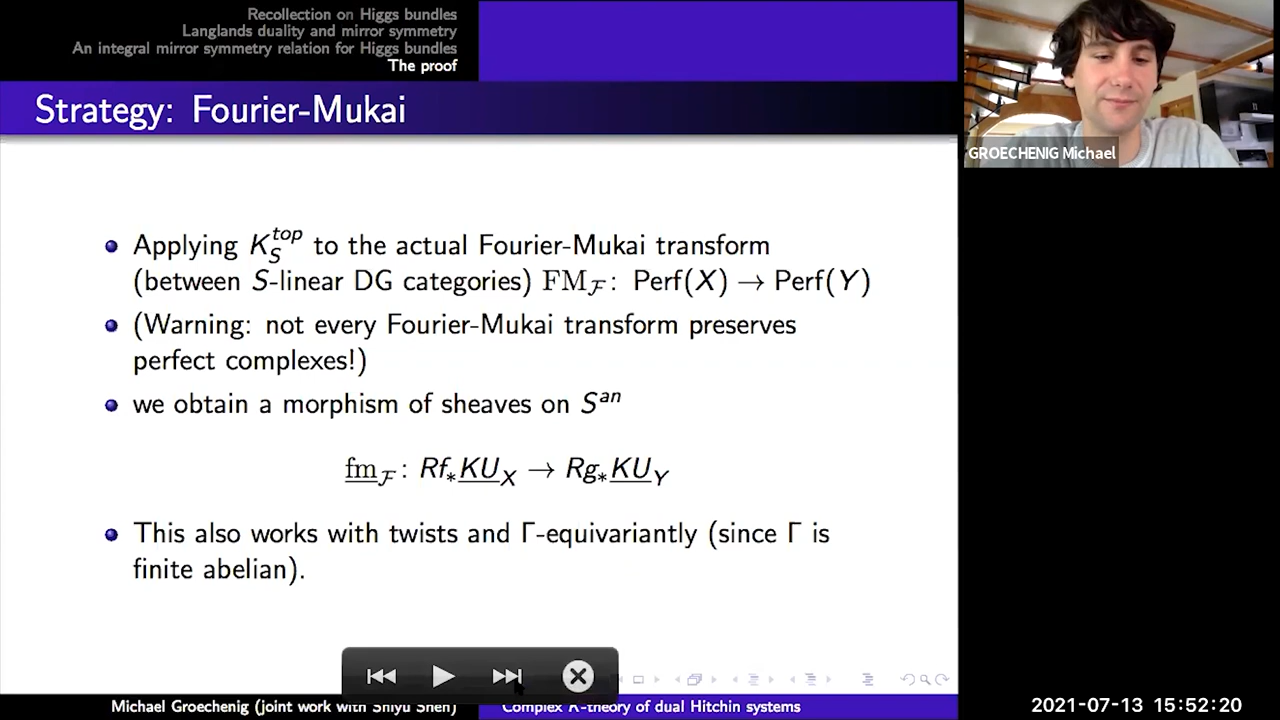 Recollection on Higgs bundles
Langlands duality and mirror symmetry
An integral mirror symmetry relation for Higgs bundles
The proof
Strategy: Fourier-Mukai
GROECHENIG Michael
Applying K_S^{top} to the actual Fourier-Mukai transform
(between S-linear DG categories) FM_𝓕 : Perf(X) → Perf(Y)
(Warning: not every Fourier-Mukai transform preserves
perfect complexes!)
we obtain a morphism of sheaves on S^{an}
fm_𝓕 : Rf_*KU_X → Rg_*KU_Y
This also works with twists and Γ-equivariantly (since Γ is
finite abelian).
Michael Groechenig (joint work with Shiyu Shen)
Complex K-theory of dual Hitchin systems
2021-07-13 15:52:20